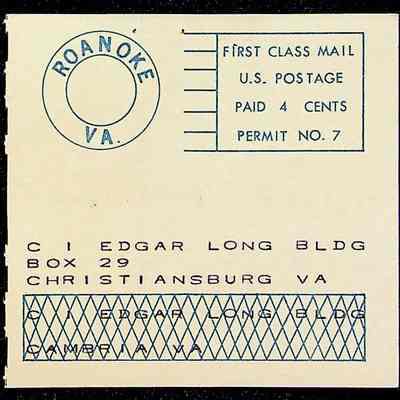 ROANOKE
VA.
FIRST CLASS MAIL
U.S. POSTAGE
PAID 4 CENTS
PERMIT NO. 7
C I EDGAR LONG BLDG
BOX 29
CHRISTIANSBURG VA
C I EDGAR LONG BLDG
CAMBRIA VA